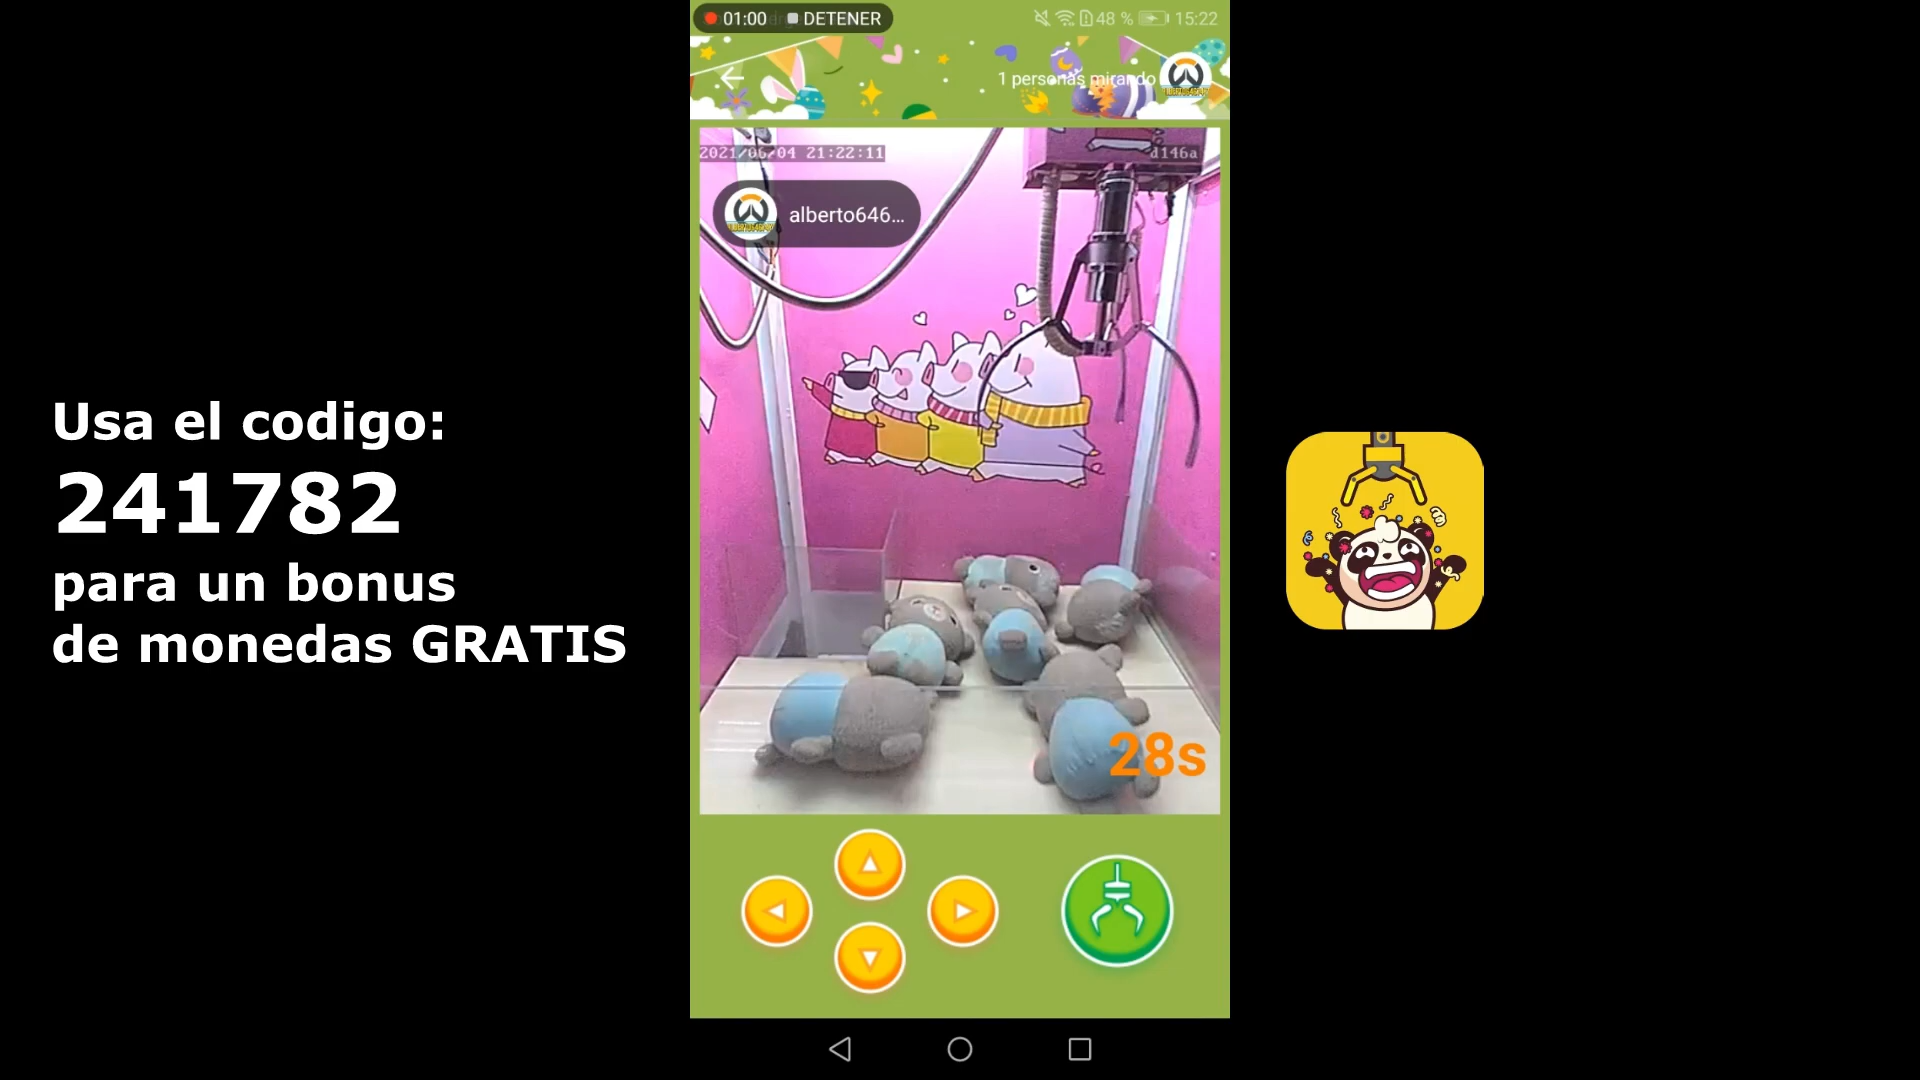 01:00 DETENER
48 % 15:22
1 personas mirando
2021/06/04 21:22:11
d146a
alberto646...
Usa el codigo:
241782
para un bonus
de monedas GRATIS
28s